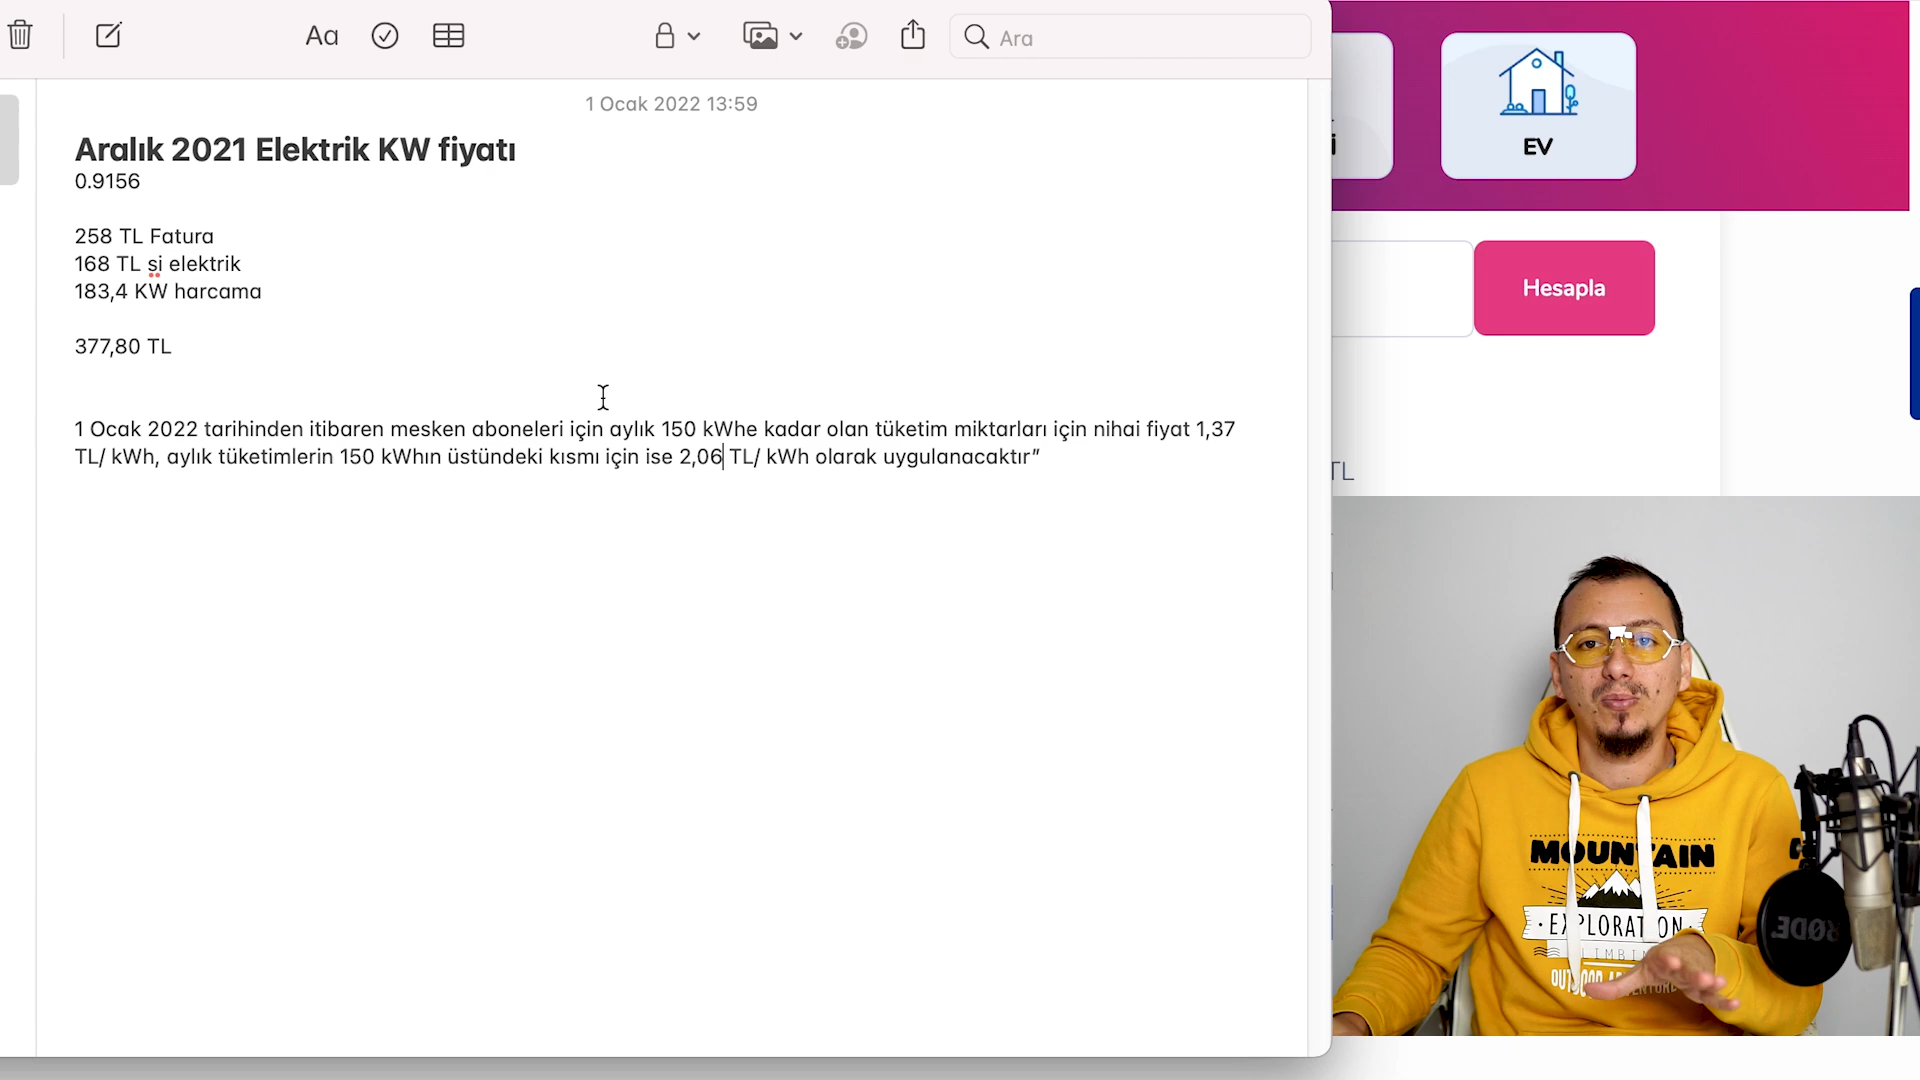 Aa
Ara
1 Ocak 2022 13:59
Aralık 2021 Elektrik KW fiyatı
0.9156
258 TL Fatura
168 TL si elektrik
183,4 KW harcama
377,80 TL
1 Ocak 2022 tarihinden itibaren mesken aboneleri için aylık 150 kWhe kadar olan tüketim miktarları için nihai fiyat 1,37
TL/ kWh, aylık tüketimlerin 150 kWhın üstündeki kısmı için ise 2,06 TL/ kWh olarak uygulanacaktır”
EV
Hesapla
TL
MOUNTAIN
EXPLORATION
RØDE